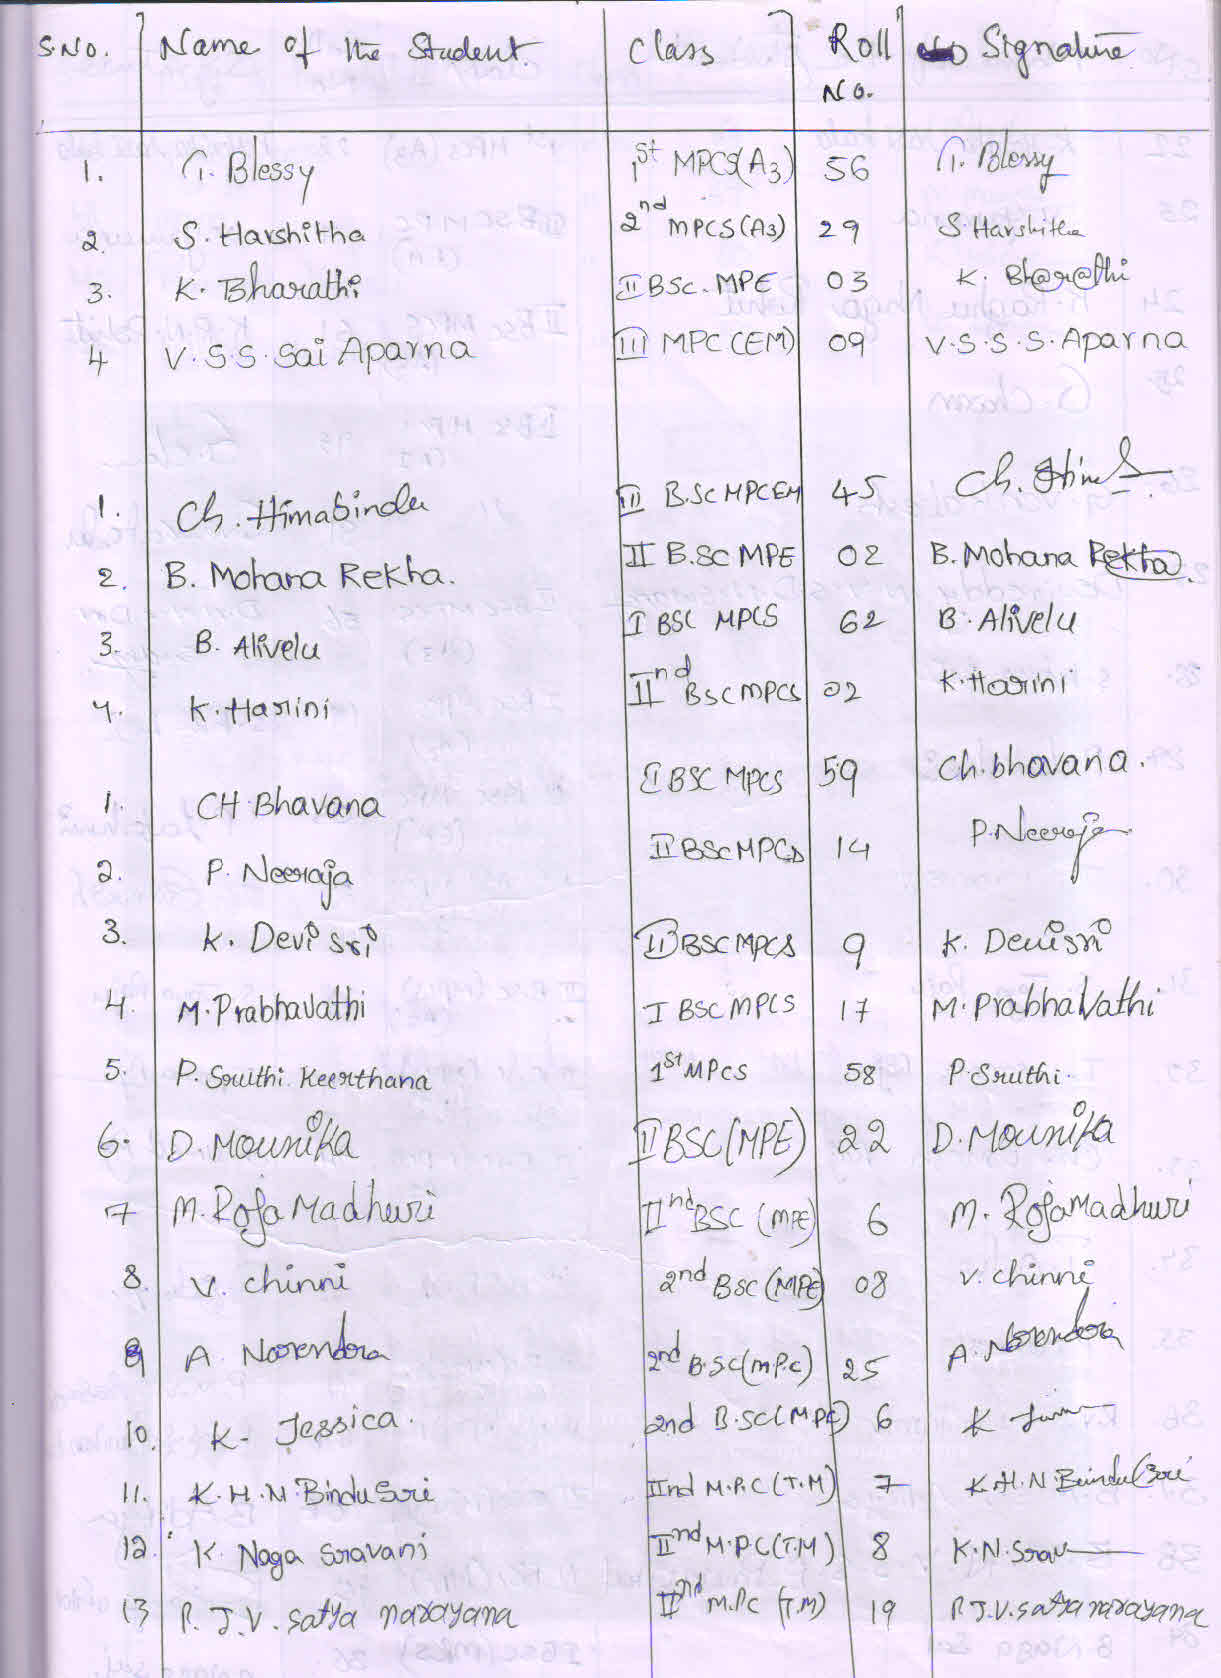 S.No. Name of the Student. Class Roll No. Signature
1. G. Blessy 1st MPCS(A3) 56 G. Blessy
2. S. Harshitha 2nd MPCS(A3) 29 S. Harshitha
3. K. Bharathi II BSc. MPE 03 K. Bharathi
4 V.S.S. Sai Aparna III MPC (EM) 09 V.S.S.S. Aparna
1. Ch. Himabindu III B.SC MPCEM 45 Ch. Him
2. B. Mohana Rekha. II B.SC MPE 02 B. Mohana Rekha.
3. B. Alivelu I BSC MPCS 62 B. Alivelu
4. K. Harini IInd BSC MPCS 02 K. Harini
1. CH Bhavana I BSC MPCS 59 Ch. bhavana.
2. P. Neeraja II BSC MPCS 14 P. Neeraja
3. K. Devi Sri II BSC MPCS 9 K. Devi Sri
4. M. Prabhavathi I BSC MPCS 17 M. Prabhavathi
5. P. Sruthi Keerthana 1st MPCS 58 P. Sruthi.
6. D. Mounika II BSC (MPE) 22 D. Mounika
7 M. Roja Madhuri IInd BSC (MPE) 6 M. Roja Madhuri
8. V. Chinni 2nd BSC (MPE) 08 V. Chinni
9 A. Narendra 2nd B.SC (M.P.C) 25 A. Narendra
10. K. Jessica. 2nd B.SC (MPE) 6 K
11. K.H.N. Bindu Sri IInd M.P.C (T.M) 7 K.H.N Bindu Sri
12. K. Naga Sravani IInd M.P.C (T.M) 8 K.N. Srav
13 P.J.V. Satya narayana IInd M.P.C (T.M) 19 P.J.V. Satya narayana